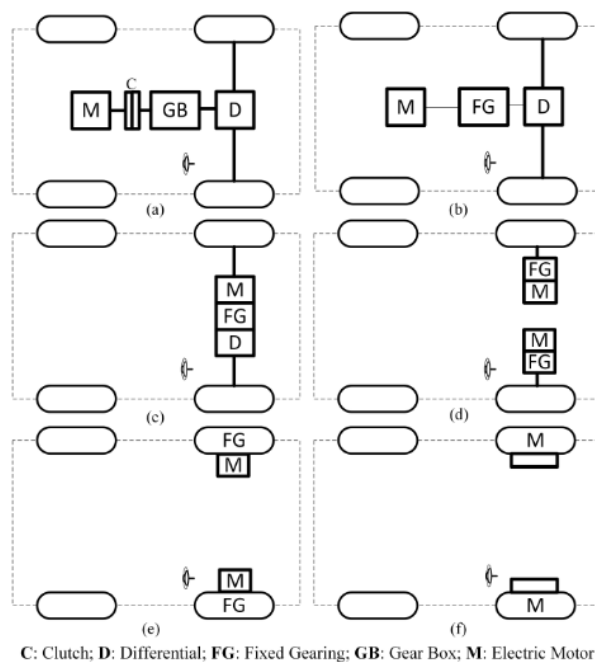 C
M GB D
M FG D
(a)
(b)
M
FG
D
FG
M
M
FG
(c)
(d)
FG
M
M
M
FG
M
(e)
(f)
C: Clutch; D: Differential; FG: Fixed Gearing; GB: Gear Box; M: Electric Motor